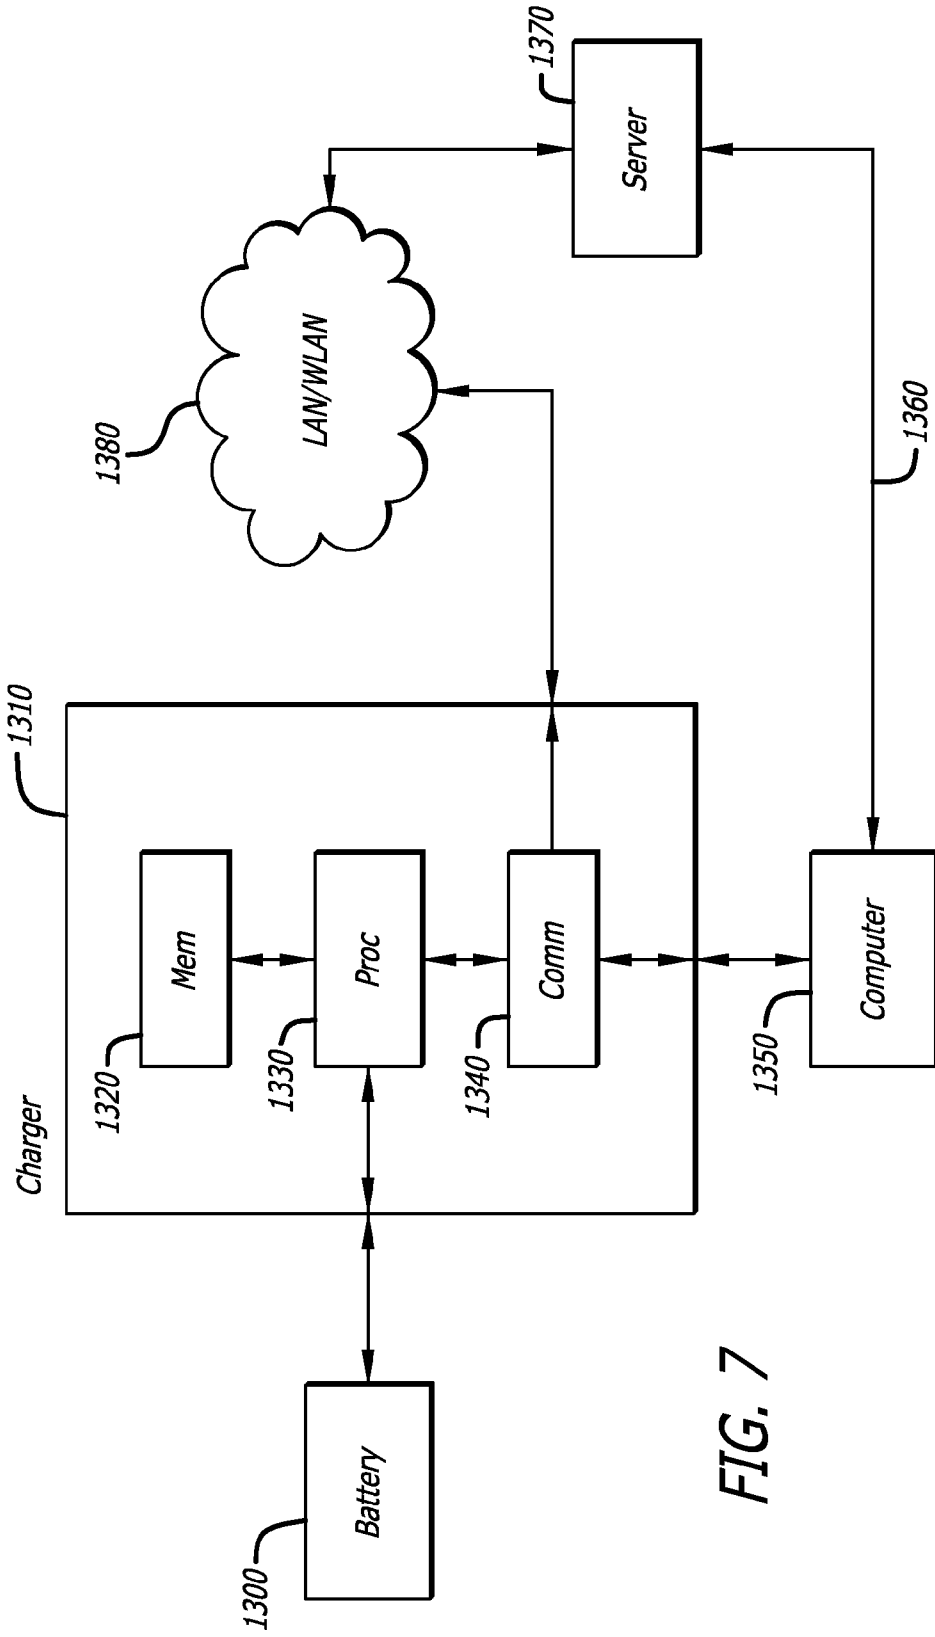 Charger
1310
1320
Mem
1330
Proc
1340
Comm
1300
Battery
1350
Computer
1360
1370
Server
1380
LAN/WLAN
FIG. 7